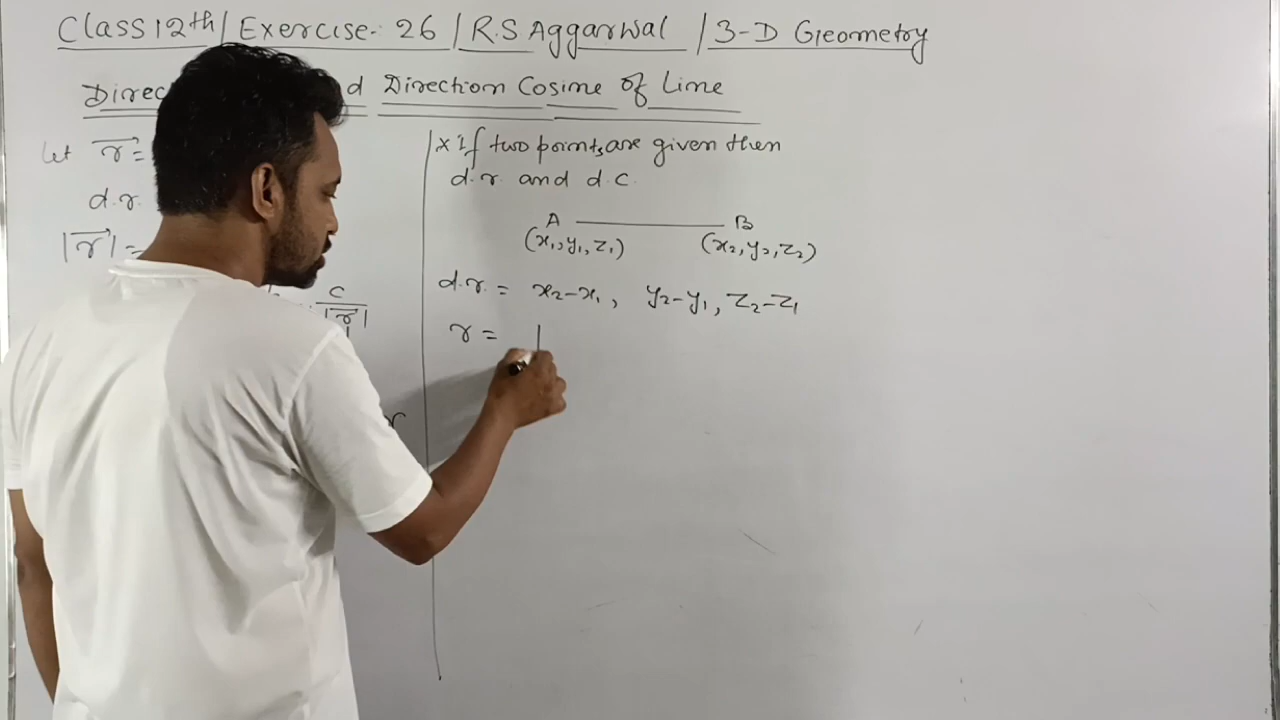 Class 12th / Exercise. 26 / R.S Aggarwal / 3-D Geometry
Direction Cosine of Line
Let r⃗ =
d.r.
|r⃗| =
c / |r⃗|
× If two points are given then
d.r. and d.c.
A B
(x₁, y₁, z₁) (x₂, y₂, z₂)
d.r. = x₂-x₁, y₂-y₁, z₂-z₁
r =